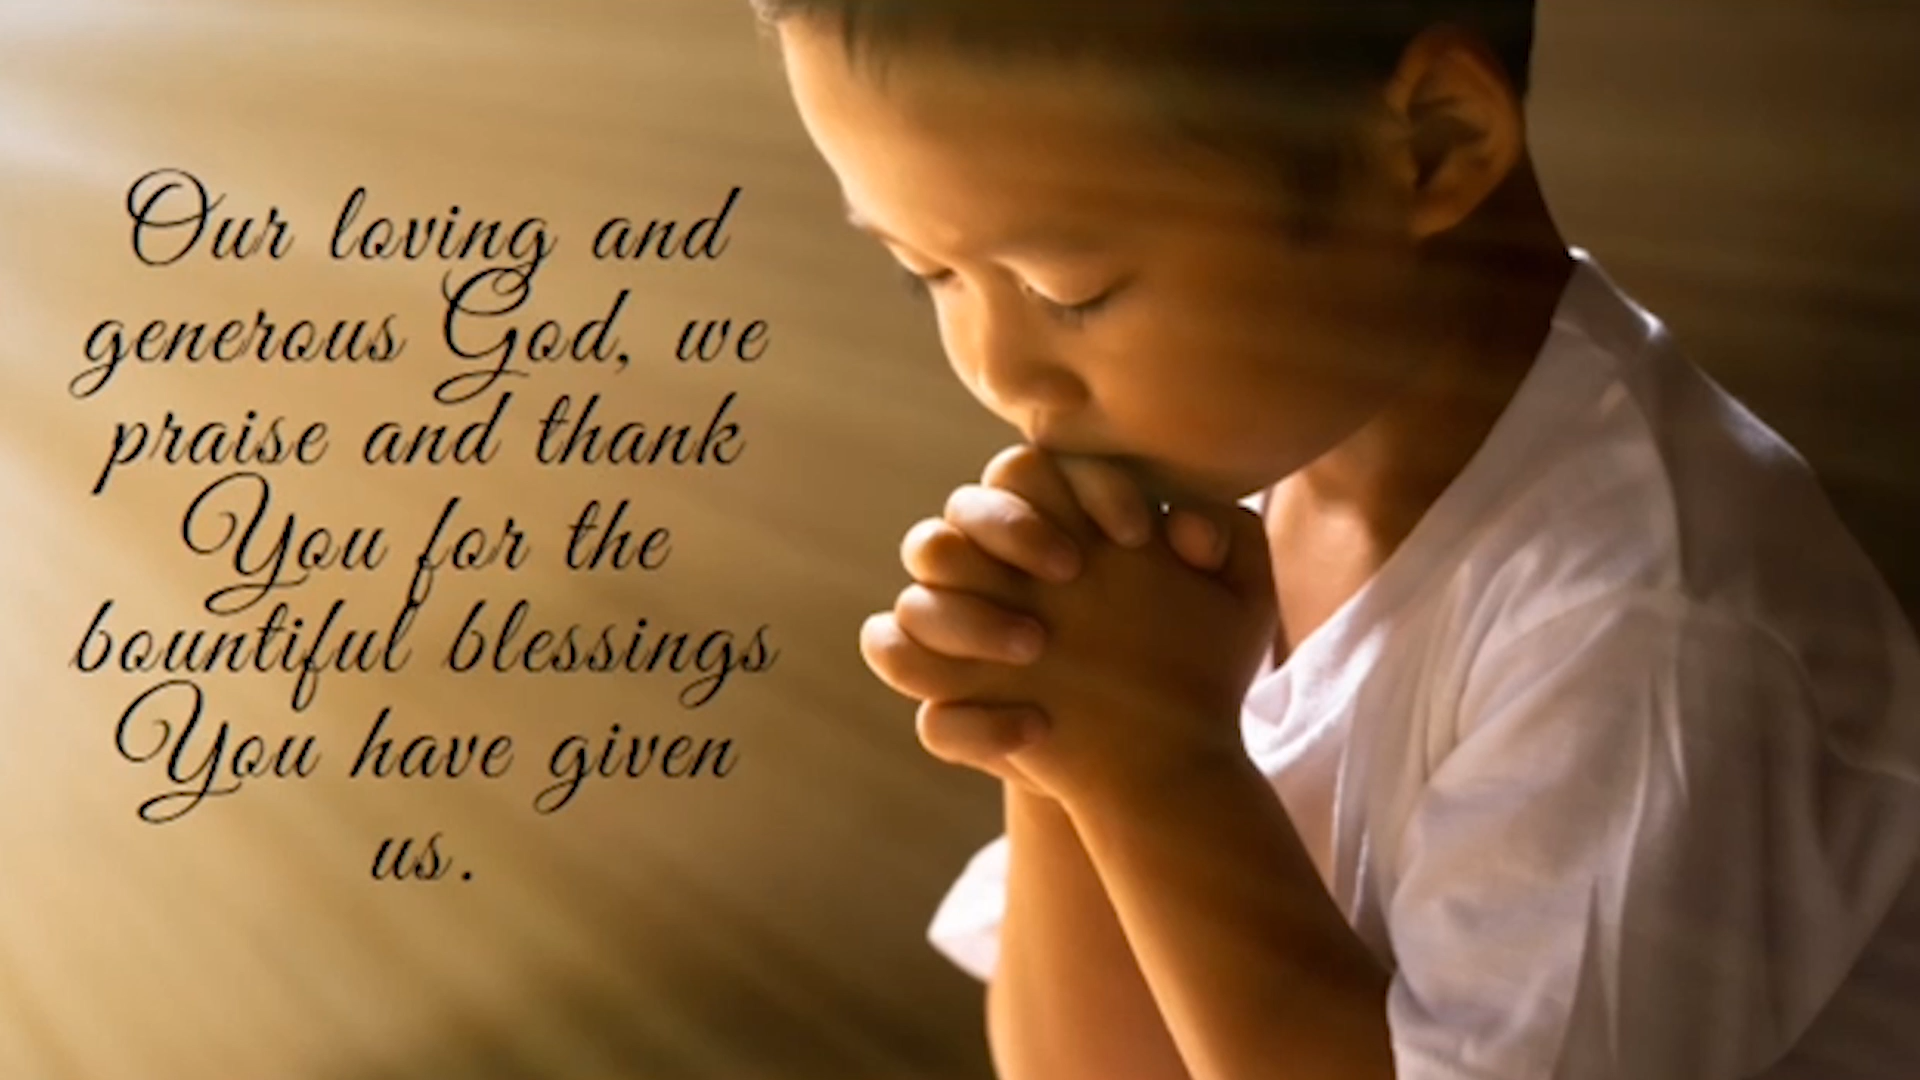 Our loving and
generous God, we
praise and thank
You for the
bountiful blessings
You have given
us.